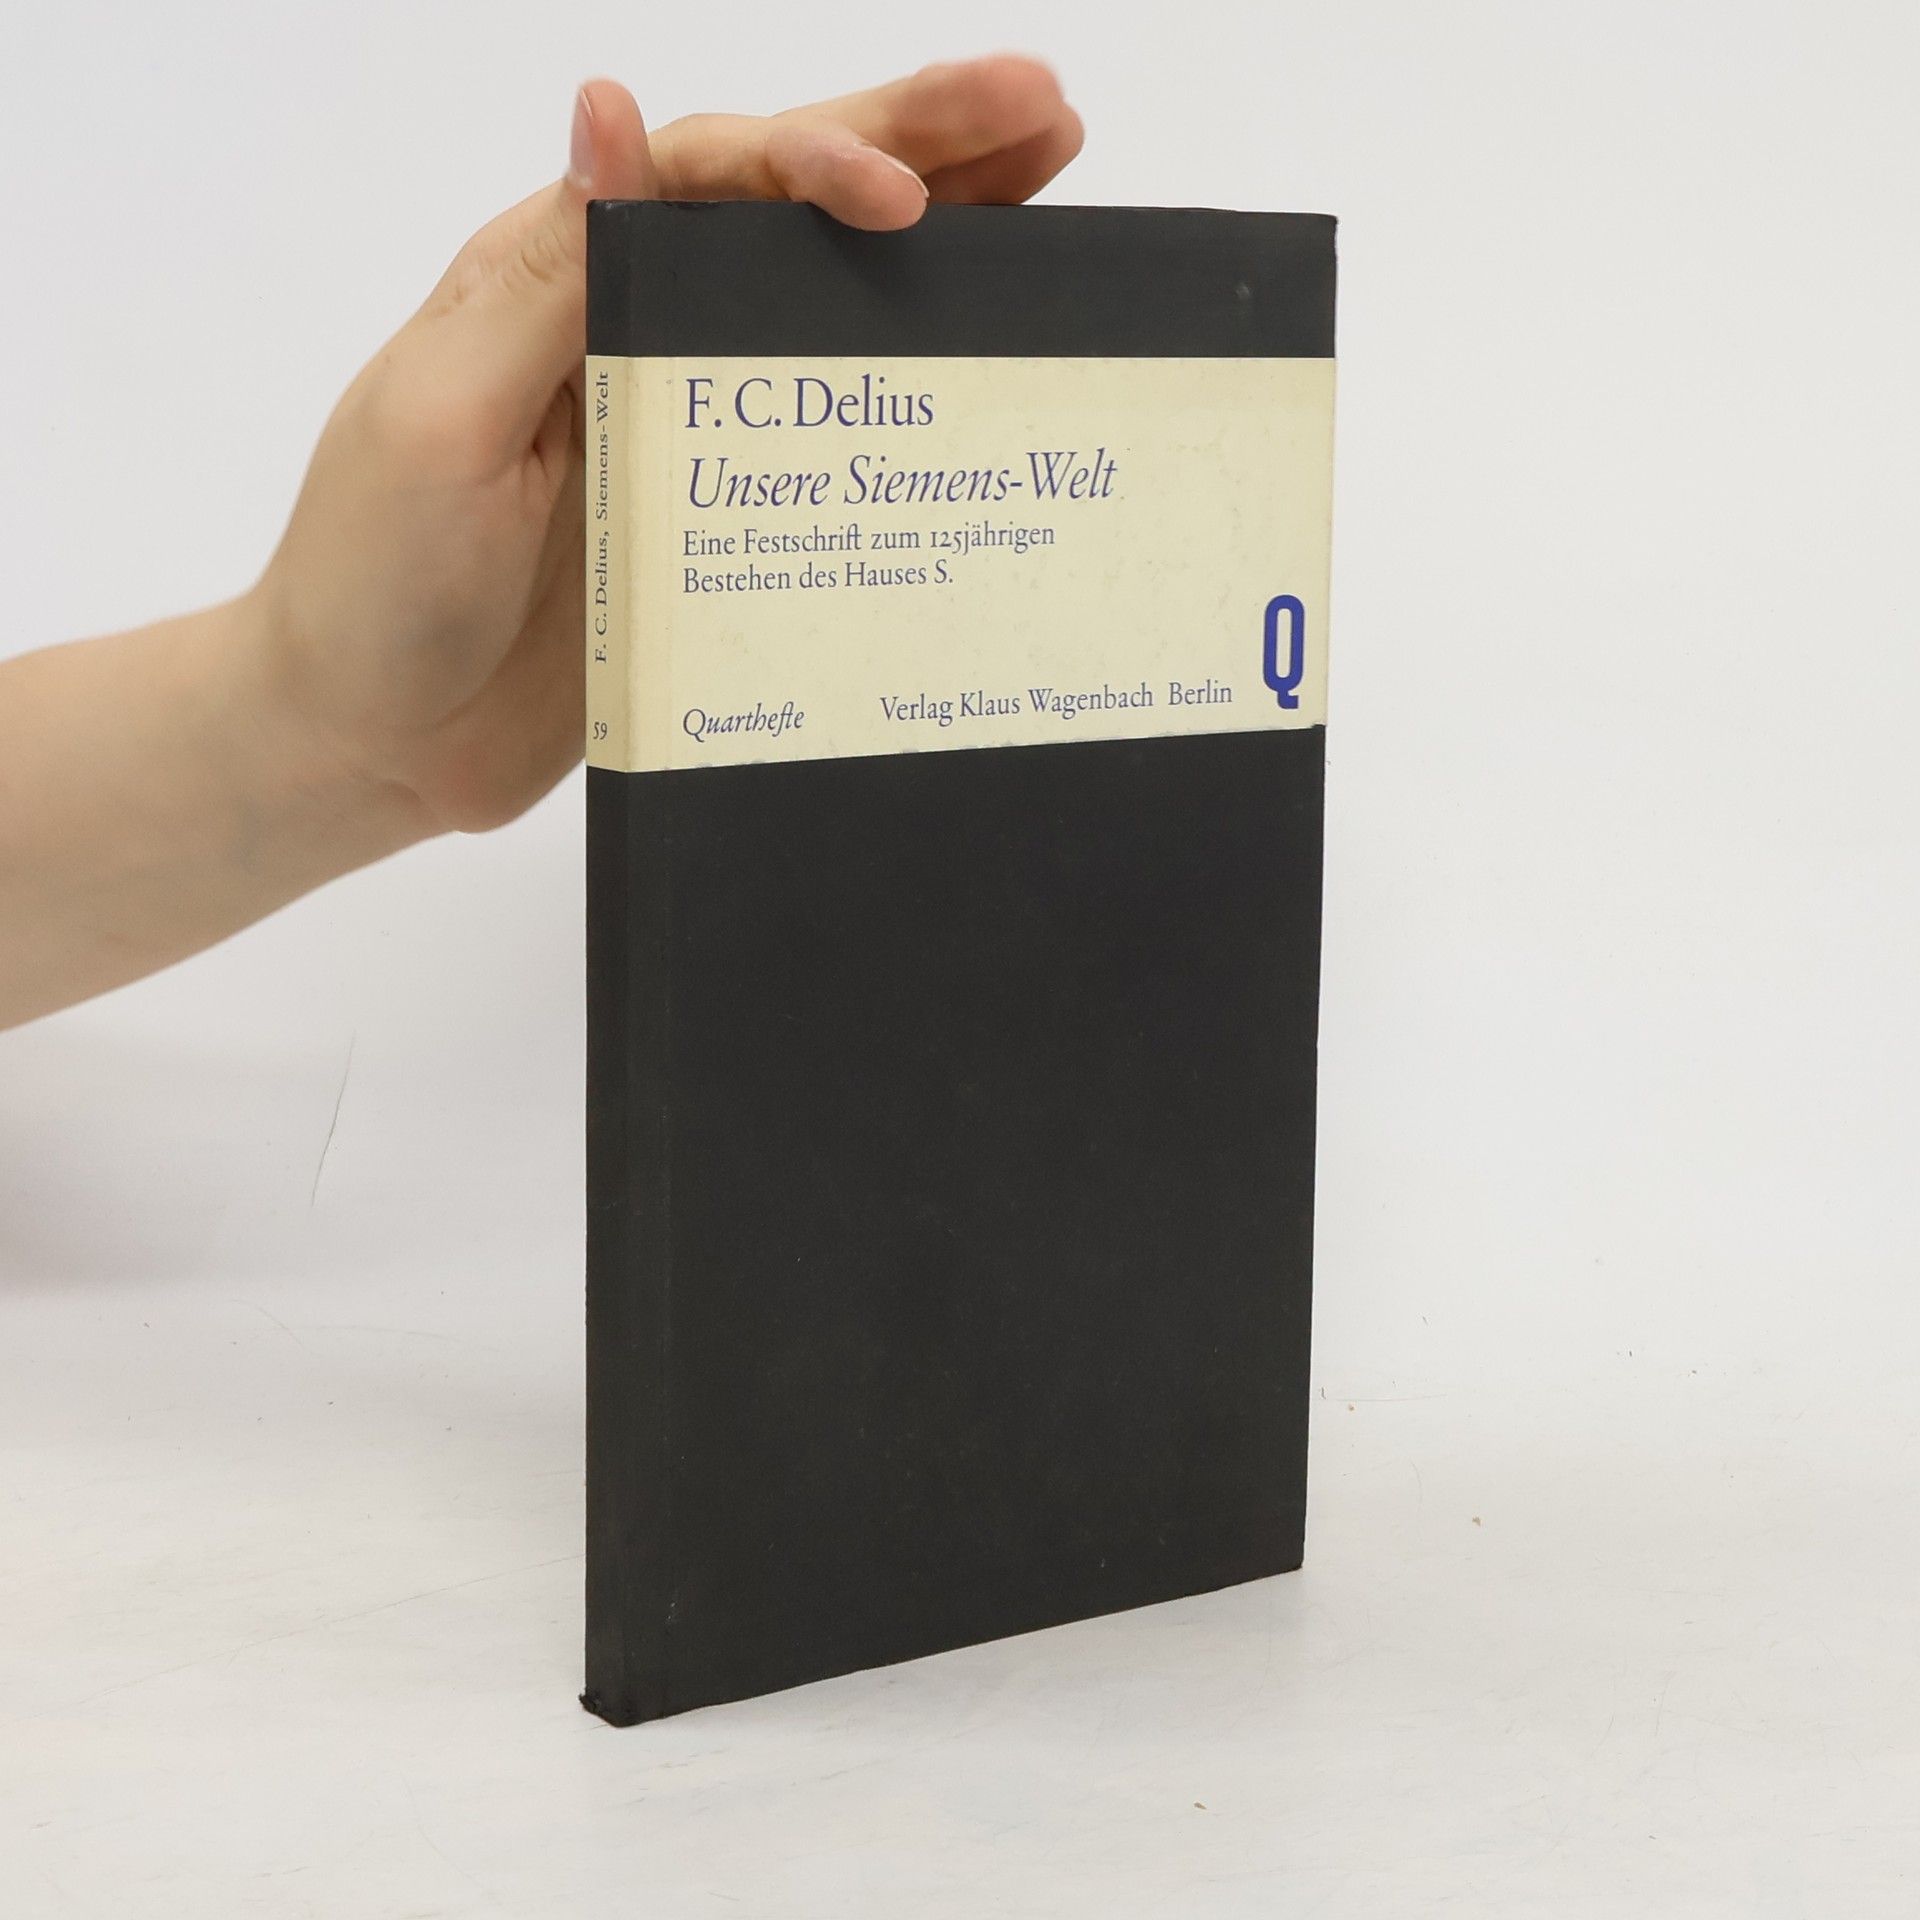 F. C. Delius, Siemens-Welt
59
F. C. Delius
Unsere Siemens-Welt
Eine Festschrift zum 125jährigen
Bestehen des Hauses S.
Q
Quarthefte Verlag Klaus Wagenbach Berlin